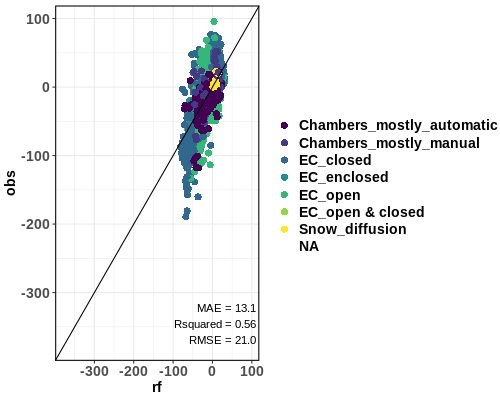 100
0
-100
-200
-300
obs
-300 -200 -100 0 100
rf
MAE = 13.1
Rsquared = 0.56
RMSE = 21.0
Chambers_mostly_automatic
Chambers_mostly_manual
EC_closed
EC_enclosed
EC_open
EC_open & closed
Snow_diffusion
NA